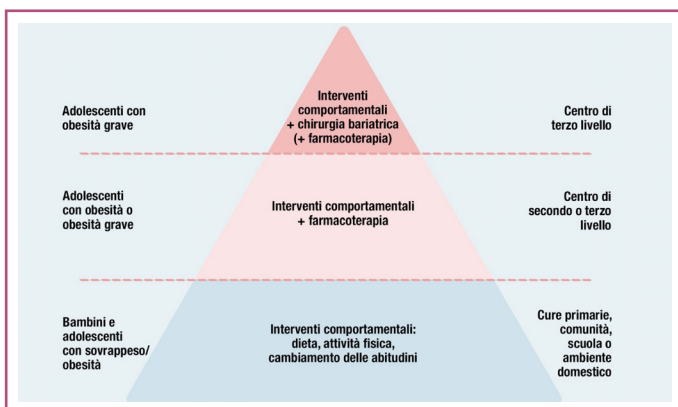 Adolescenti con
obesità grave
Interventi
comportamentali
+ chirurgia bariatrica
(+ farmacoterapia)
Centro di
terzo livello
Adolescenti
con obesità o
obesità grave
Interventi comportamentali
+ farmacoterapia
Centro di
secondo o terzo
livello
Bambini e
adolescenti
con sovrappeso/
obesità
Interventi comportamentali:
dieta, attività fisica,
cambiamento delle abitudini
Cure primarie,
comunità,
scuola o
ambiente
domestico